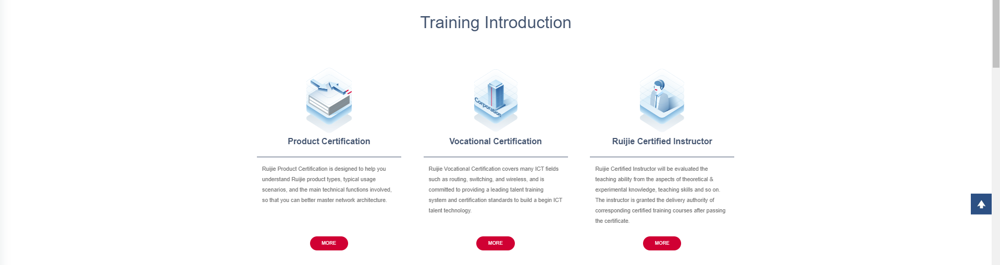 Training Introduction
Corporation
Product Certification
Ruijie Product Certification is designed to help you
understand Ruijie product types, typical usage
scenarios, and the main technical functions involved,
so that you can better master network architecture.
MORE
Vocational Certification
Ruijie Vocational Certification covers many ICT fields
such as routing, switching, and wireless, and is
committed to providing a leading talent training
system and certification standards to build a begin ICT
talent technology.
MORE
Ruijie Certified Instructor
Ruijie Certified Instructor will be evaluated the
teaching ability from the aspects of theoretical &
experimental knowledge, teaching skills and so on.
The instructor is granted the delivery authority of
corresponding certified training courses after passing
the certificate.
MORE